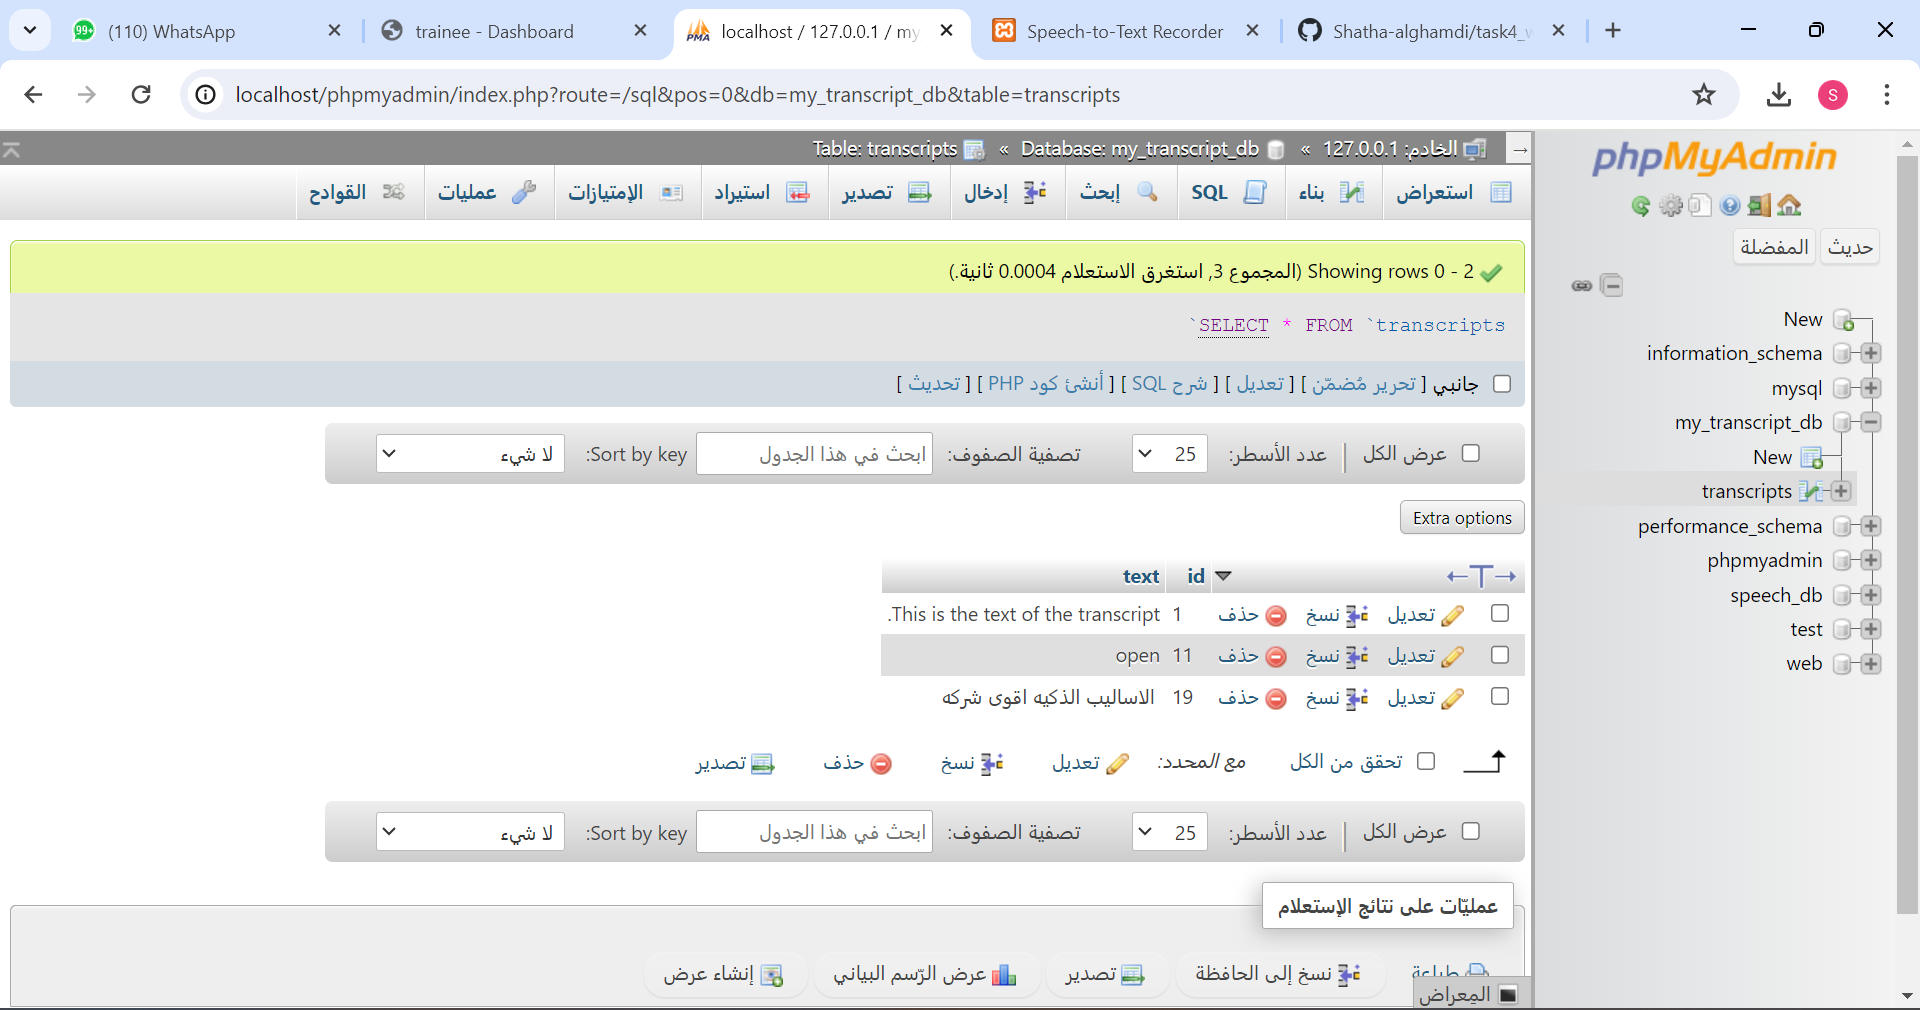 (110) WhatsApp
trainee - Dashboard
localhost / 127.0.0.1 / my
Speech-to-Text Recorder
Shatha-alghamdi/task4_w
localhost/phpmyadmin/index.php?route=/sql&pos=0&db=my_transcript_db&table=transcripts
S
الخادم: 127.0.0.1 » Database: my_transcript_db » Table: transcripts
استعراض
بناء
SQL
إبحث
إدخال
تصدير
استيراد
الإمتيازات
عمليات
القوادح
Showing rows 0 - 2 (المجموع 3, استغرق الاستعلام 0.0004 ثانية.)
SELECT * FROM `transcripts`
جانبي [ تحرير مُضمّن ] [ تعديل ] [ شرح SQL ] [ أنشئ كود PHP ] [ تحديث ]
عرض الكل | عدد الأسطر: 25 تصفية الصفوف: ابحث في هذا الجدول Sort by key: لا شيء
Extra options
←T→ id text
تعديل نسخ حذف 1 This is the text of the transcript.
تعديل نسخ حذف 11 open
تعديل نسخ حذف 19 الاساليب الذكيه اقوى شركه
تحقق من الكل مع المحدد: تعديل نسخ حذف تصدير
عرض الكل | عدد الأسطر: 25 تصفية الصفوف: ابحث في هذا الجدول Sort by key: لا شيء
عمليّات على نتائج الإستعلام
طباعة نسخ إلى الحافظة تصدير عرض الرّسم البياني إنشاء عرض
المِعراض
phpMyAdmin
حديث المفضلة
New
information_schema
mysql
my_transcript_db
New
transcripts
performance_schema
phpmyadmin
speech_db
test
web